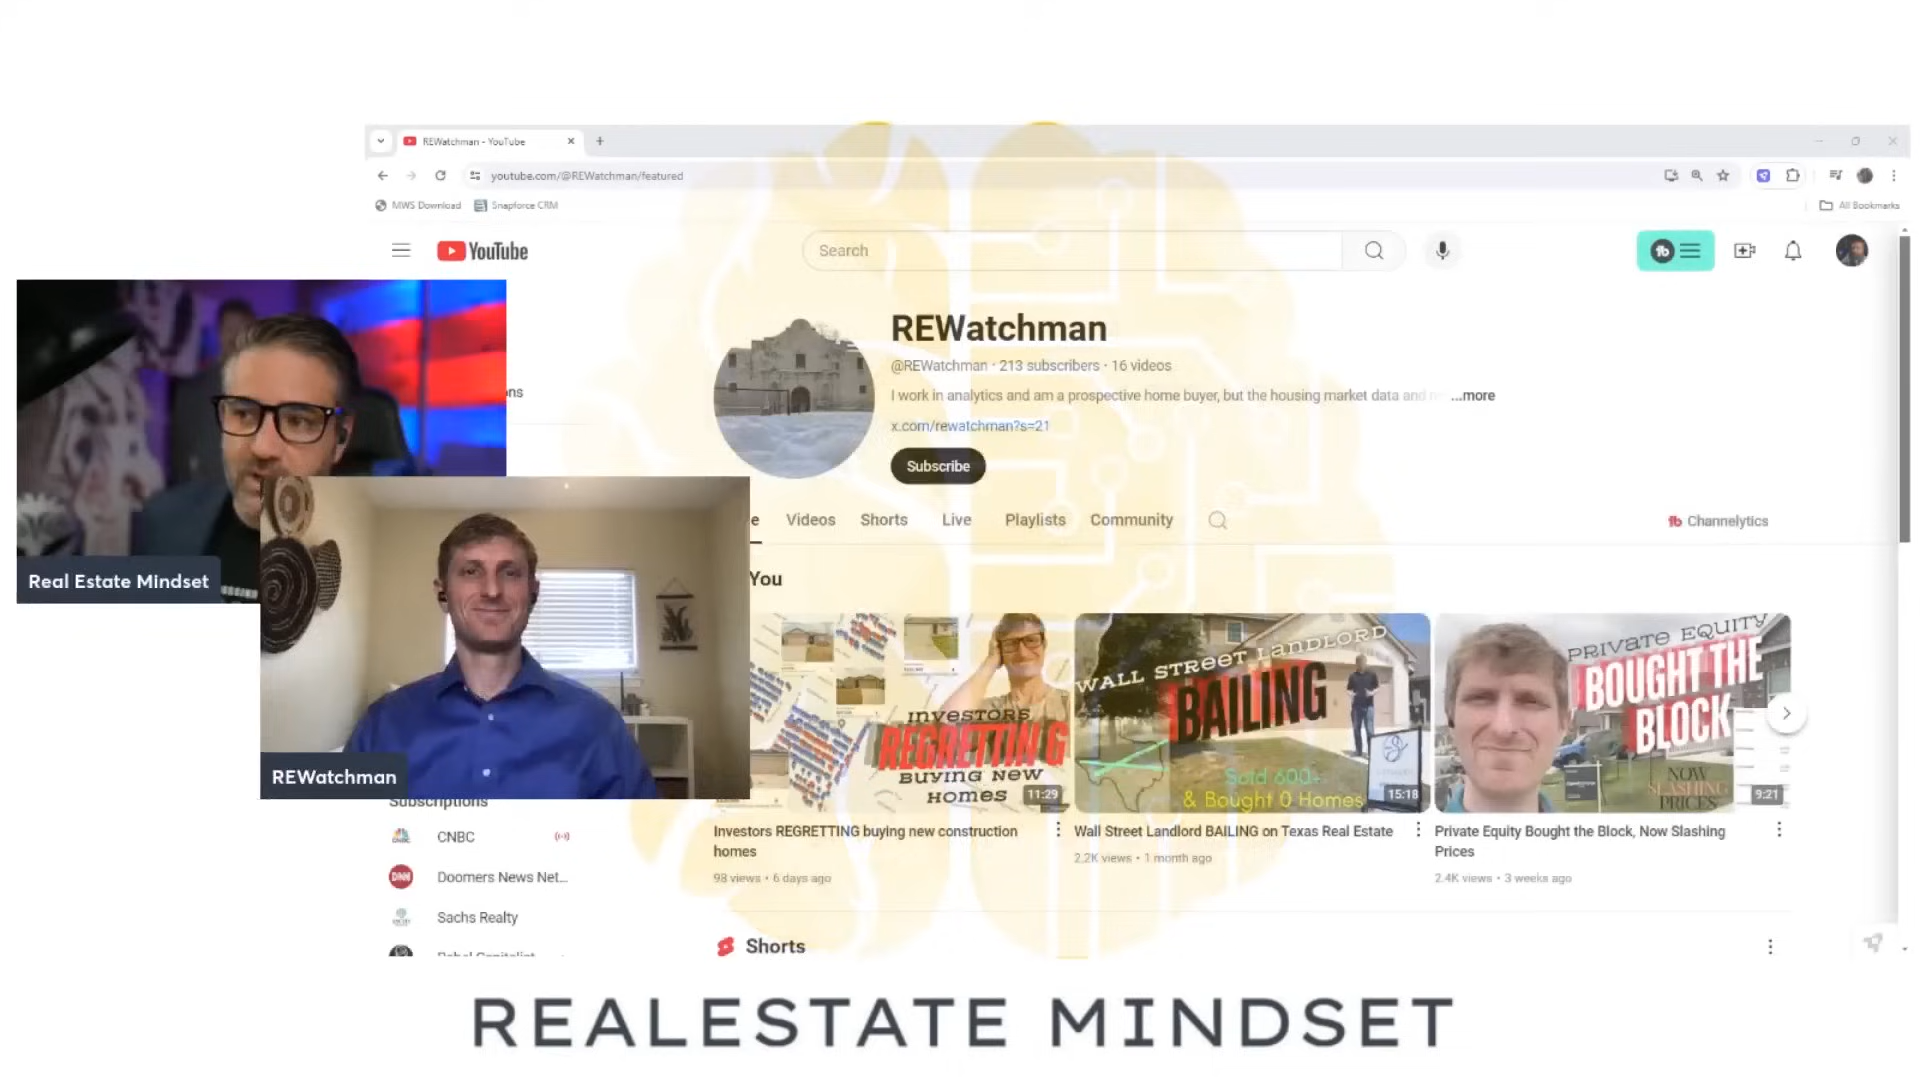 REWatchman - YouTube
youtube.com/@REWatchman/featured
MWS Download
Snapforce CRM
All Bookmarks
YouTube
Search
REWatchman
@REWatchman · 213 subscribers · 16 videos
I work in analytics and am a prospective home buyer, but the housing market data and
...more
x.com/rewatchman?s=21
Subscribe
Videos
Shorts
Live
Playlists
Community
Channelytics
You
Real Estate Mindset
REWatchman
INVESTORS
REGRETTING
BUYING NEW
HOMES
11:29
WALL STREET LANDLORD
BAILING
Sold 600+
& Bought 0 Homes
15:18
PRIVATE EQUITY
BOUGHT THE
BLOCK
NOW
SLASHING
PRICES
9:21
Investors REGRETTING buying new construction
homes
98 views • 6 days ago
Wall Street Landlord BAILING on Texas Real Estate
2.2K views • 1 month ago
Private Equity Bought the Block, Now Slashing
Prices
2.4K views • 3 weeks ago
Subscriptions
CNBC
Doomers News Net...
Sachs Realty
Shorts
REALESTATE MINDSET